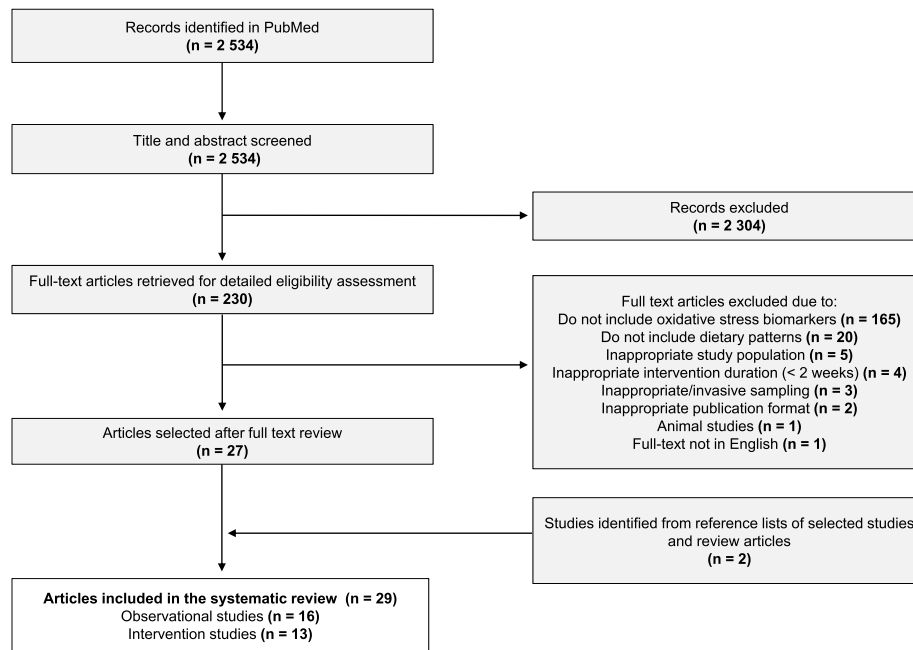 Records identified in PubMed
(n = 2 534)
Title and abstract screened
(n = 2 534)
Records excluded
(n = 2 304)
Full-text articles retrieved for detailed eligibility assessment
(n = 230)
Full text articles excluded due to:
Do not include oxidative stress biomarkers (n = 165)
Do not include dietary patterns (n = 20)
Inappropriate study population (n = 5)
Inappropriate intervention duration (< 2 weeks) (n = 4)
Inappropriate/invasive sampling (n = 3)
Inappropriate publication format (n = 2)
Animal studies (n = 1)
Full-text not in English (n = 1)
Articles selected after full text review
(n = 27)
Studies identified from reference lists of selected studies
and review articles
(n = 2)
Articles included in the systematic review (n = 29)
Observational studies (n = 16)
Intervention studies (n = 13)